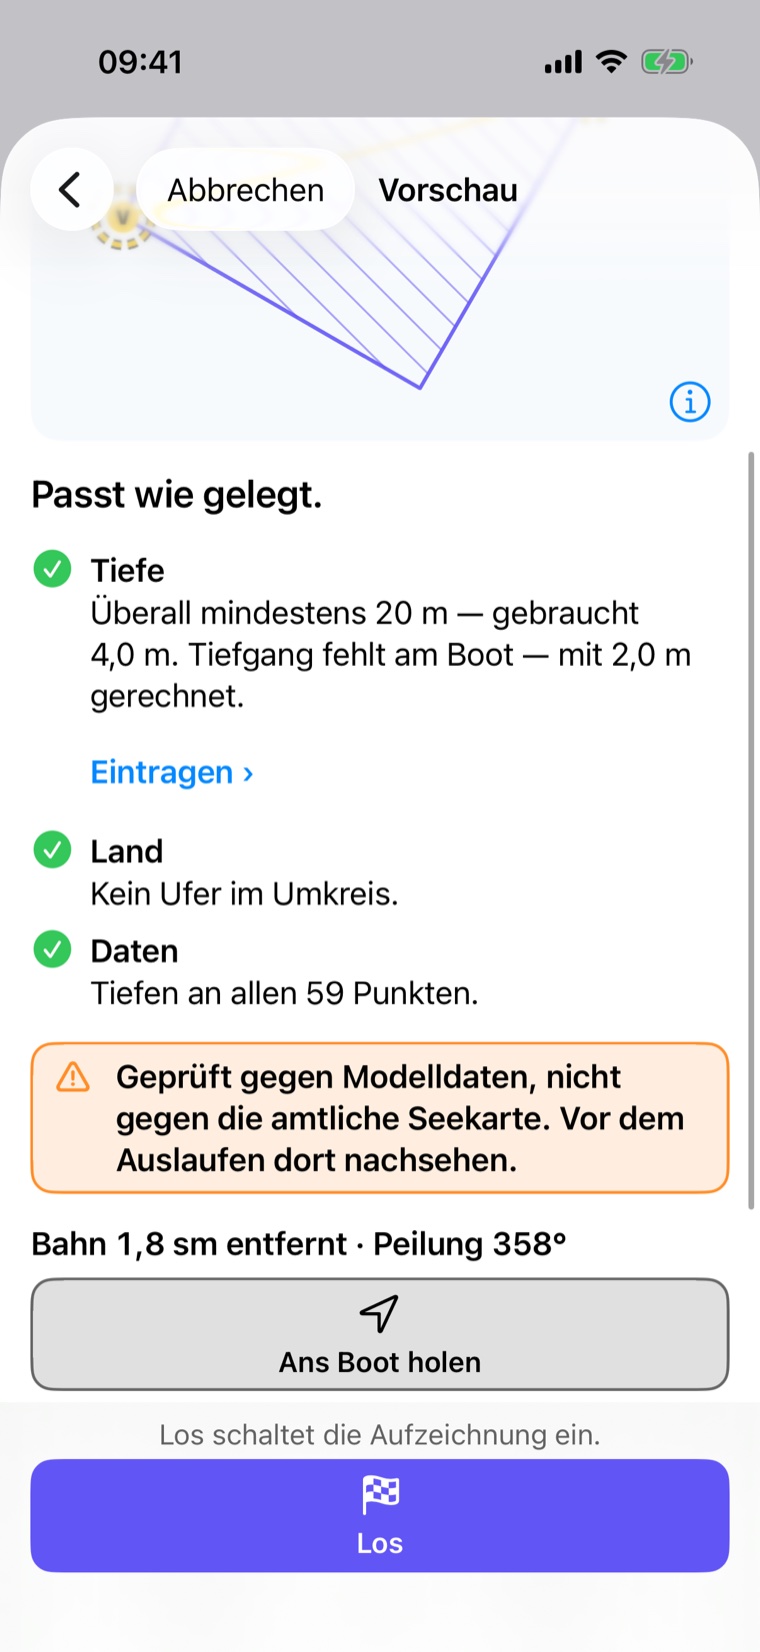 09:41
Abbrechen
Vorschau
V
Passt wie gelegt.
Tiefe
Überall mindestens 20 m — gebraucht
4,0 m. Tiefgang fehlt am Boot — mit 2,0 m
gerechnet.
Eintragen ›
Land
Kein Ufer im Umkreis.
Daten
Tiefen an allen 59 Punkten.
Geprüft gegen Modelldaten, nicht
gegen die amtliche Seekarte. Vor dem
Auslaufen dort nachsehen.
Bahn 1,8 sm entfernt · Peilung 358°
Ans Boot holen
Los schaltet die Aufzeichnung ein.
Los